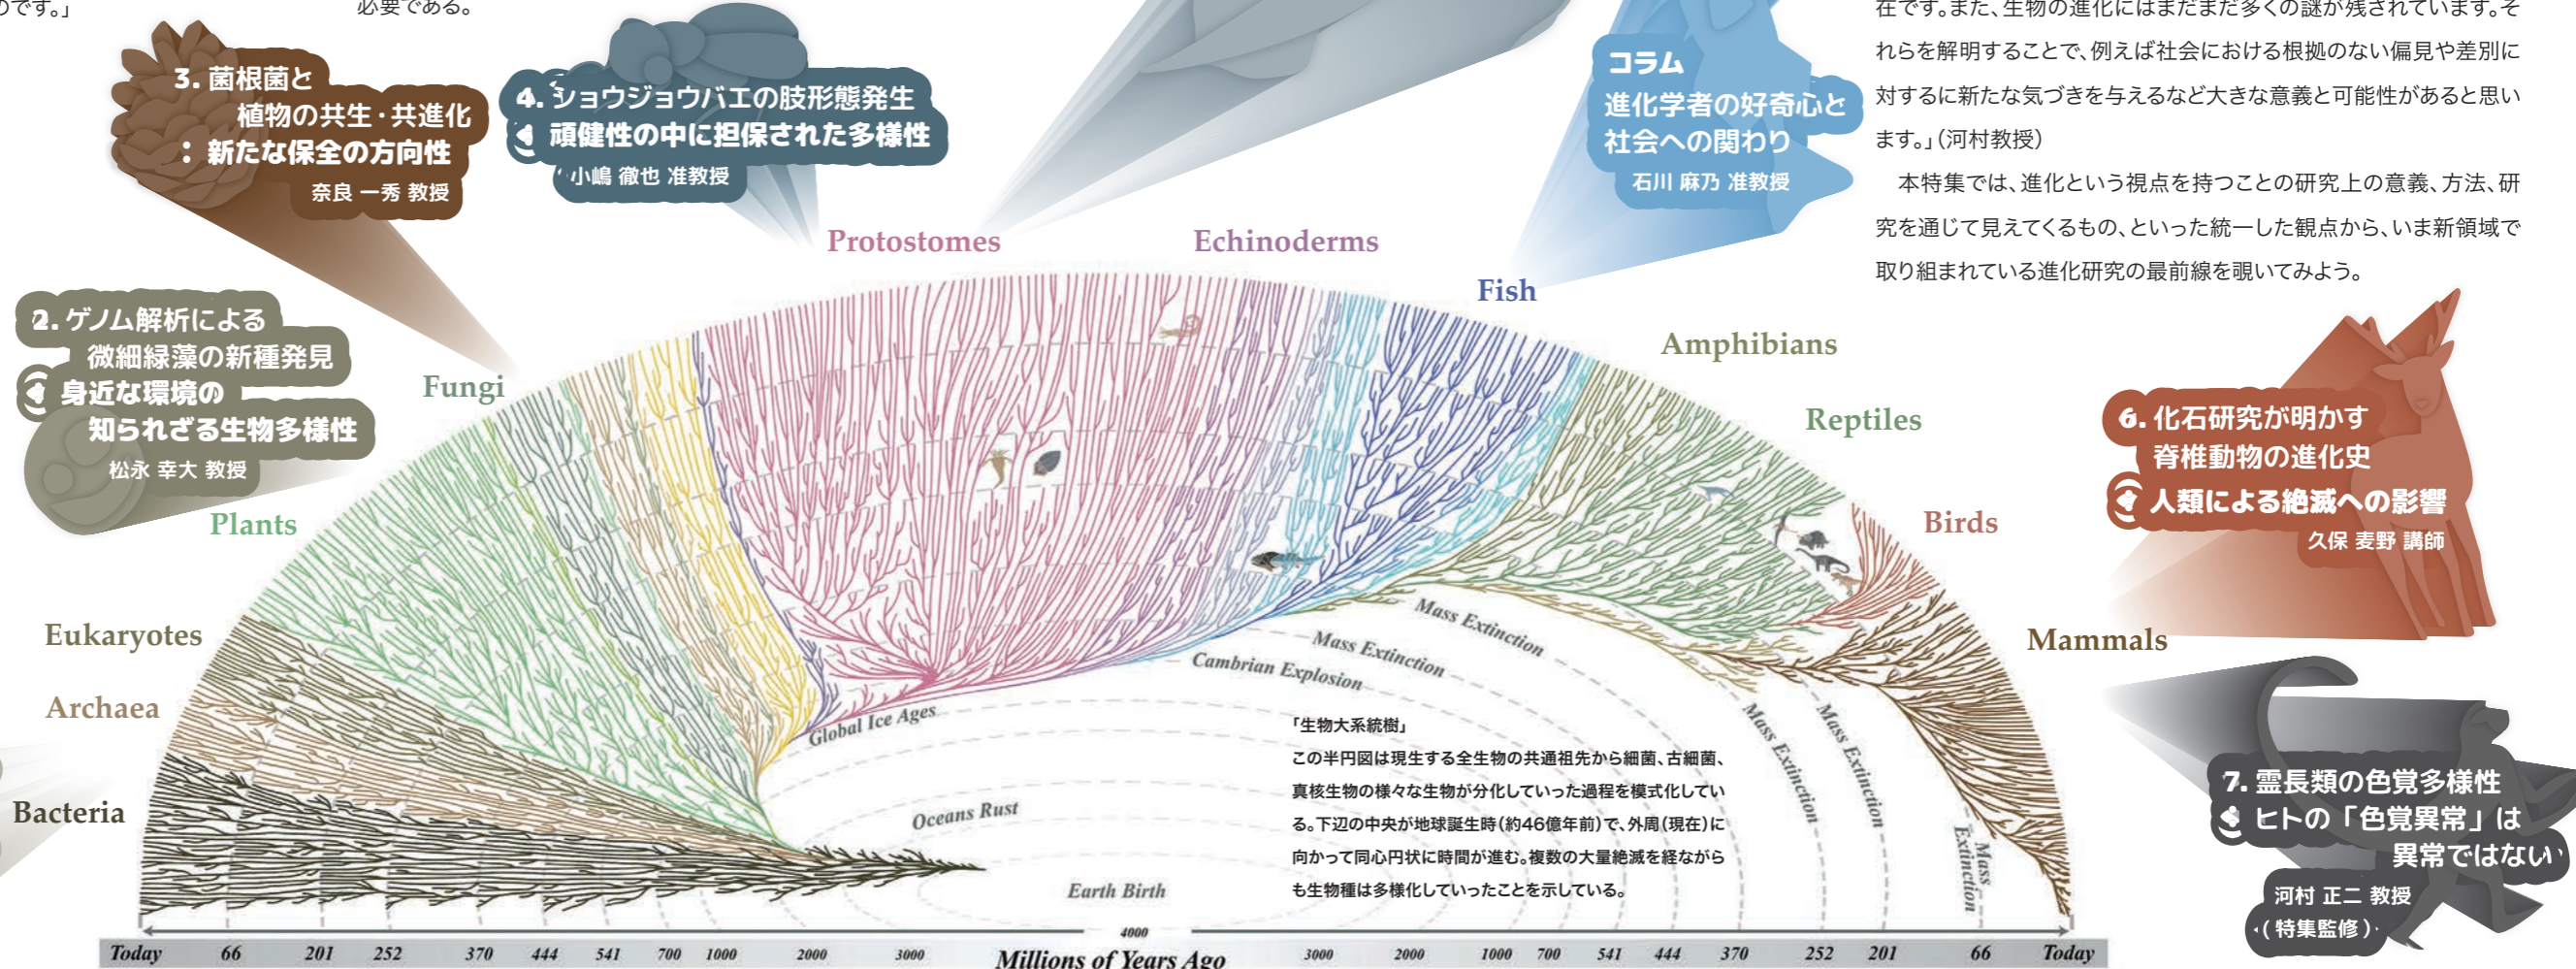 のです。」
必要である。
在です。また、生物の進化にはまだまだ多くの謎が残されています。そ
れらを解明することで、例えば社会における根拠のない偏見や差別に
対するに新たな気づきを与えるなど大きな意義と可能性があると思い
ます。」（河村教授）
本特集では、進化という視点を持つことの研究上の意義、方法、研
究を通じて見えてくるもの、といった統一した観点から、いま新領域で
取り組まれている進化研究の最前線を覗いてみよう。
3. 菌根菌と
植物の共生・共進化
：新たな保全の方向性
奈良 一秀 教授
4. ショウジョウバエの肢形態発生
頑健性の中に担保された多様性
小嶋 徹也 准教授
コラム
進化学者の好奇心と
社会への関わり
石川 麻乃 准教授
2. ゲノム解析による
微細緑藻の新種発見
身近な環境の
知られざる生物多様性
松永 幸大 教授
6. 化石研究が明かす
脊椎動物の進化史
人類による絶滅への影響
久保 麦野 講師
7. 霊長類の色覚多様性
ヒトの「色覚異常」は
異常ではない
河村 正二 教授
（特集監修）
Bacteria
Archaea
Eukaryotes
Plants
Fungi
Protostomes
Echinoderms
Fish
Amphibians
Reptiles
Birds
Mammals
Mass Extinction
Mass Extinction
Cambrian Explosion
Global Ice Ages
Oceans Rust
Earth Birth
Mass Extinction
Mass Extinction
Mass Extinction
「生物大系統樹」
この半円図は現生する全生物の共通祖先から細菌、古細菌、
真核生物の様々な生物が分化していった過程を模式化してい
る。下辺の中央が地球誕生時（約46億年前）で、外周（現在）に
向かって同心円状に時間が進む。複数の大量絶滅を経ながら
も生物種は多様化していったことを示している。
4000
Today 66 201 252 370 444 541 700 1000 2000 3000 Millions of Years Ago 3000 2000 1000 700 541 444 370 252 201 66 Today